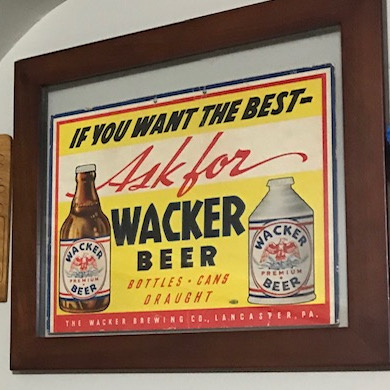 IF YOU WANT THE BEST-
Ask for
WACKER
BEER
BOTTLES · CANS
DRAUGHT
WACKER
PREMIUM
BEER
WACKER
PREMIUM
BEER
THE WACKER BREWING CO., LANCASTER, PA.